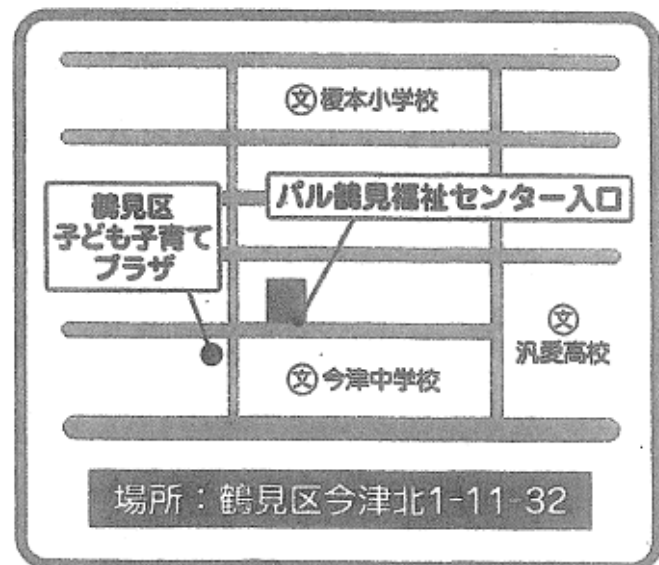 文 榎本小学校
鶴見区
子ども子育て
プラザ
パル鶴見福祉センター入口
文
汎愛高校
文 今津中学校
場所：鶴見区今津北1-11-32